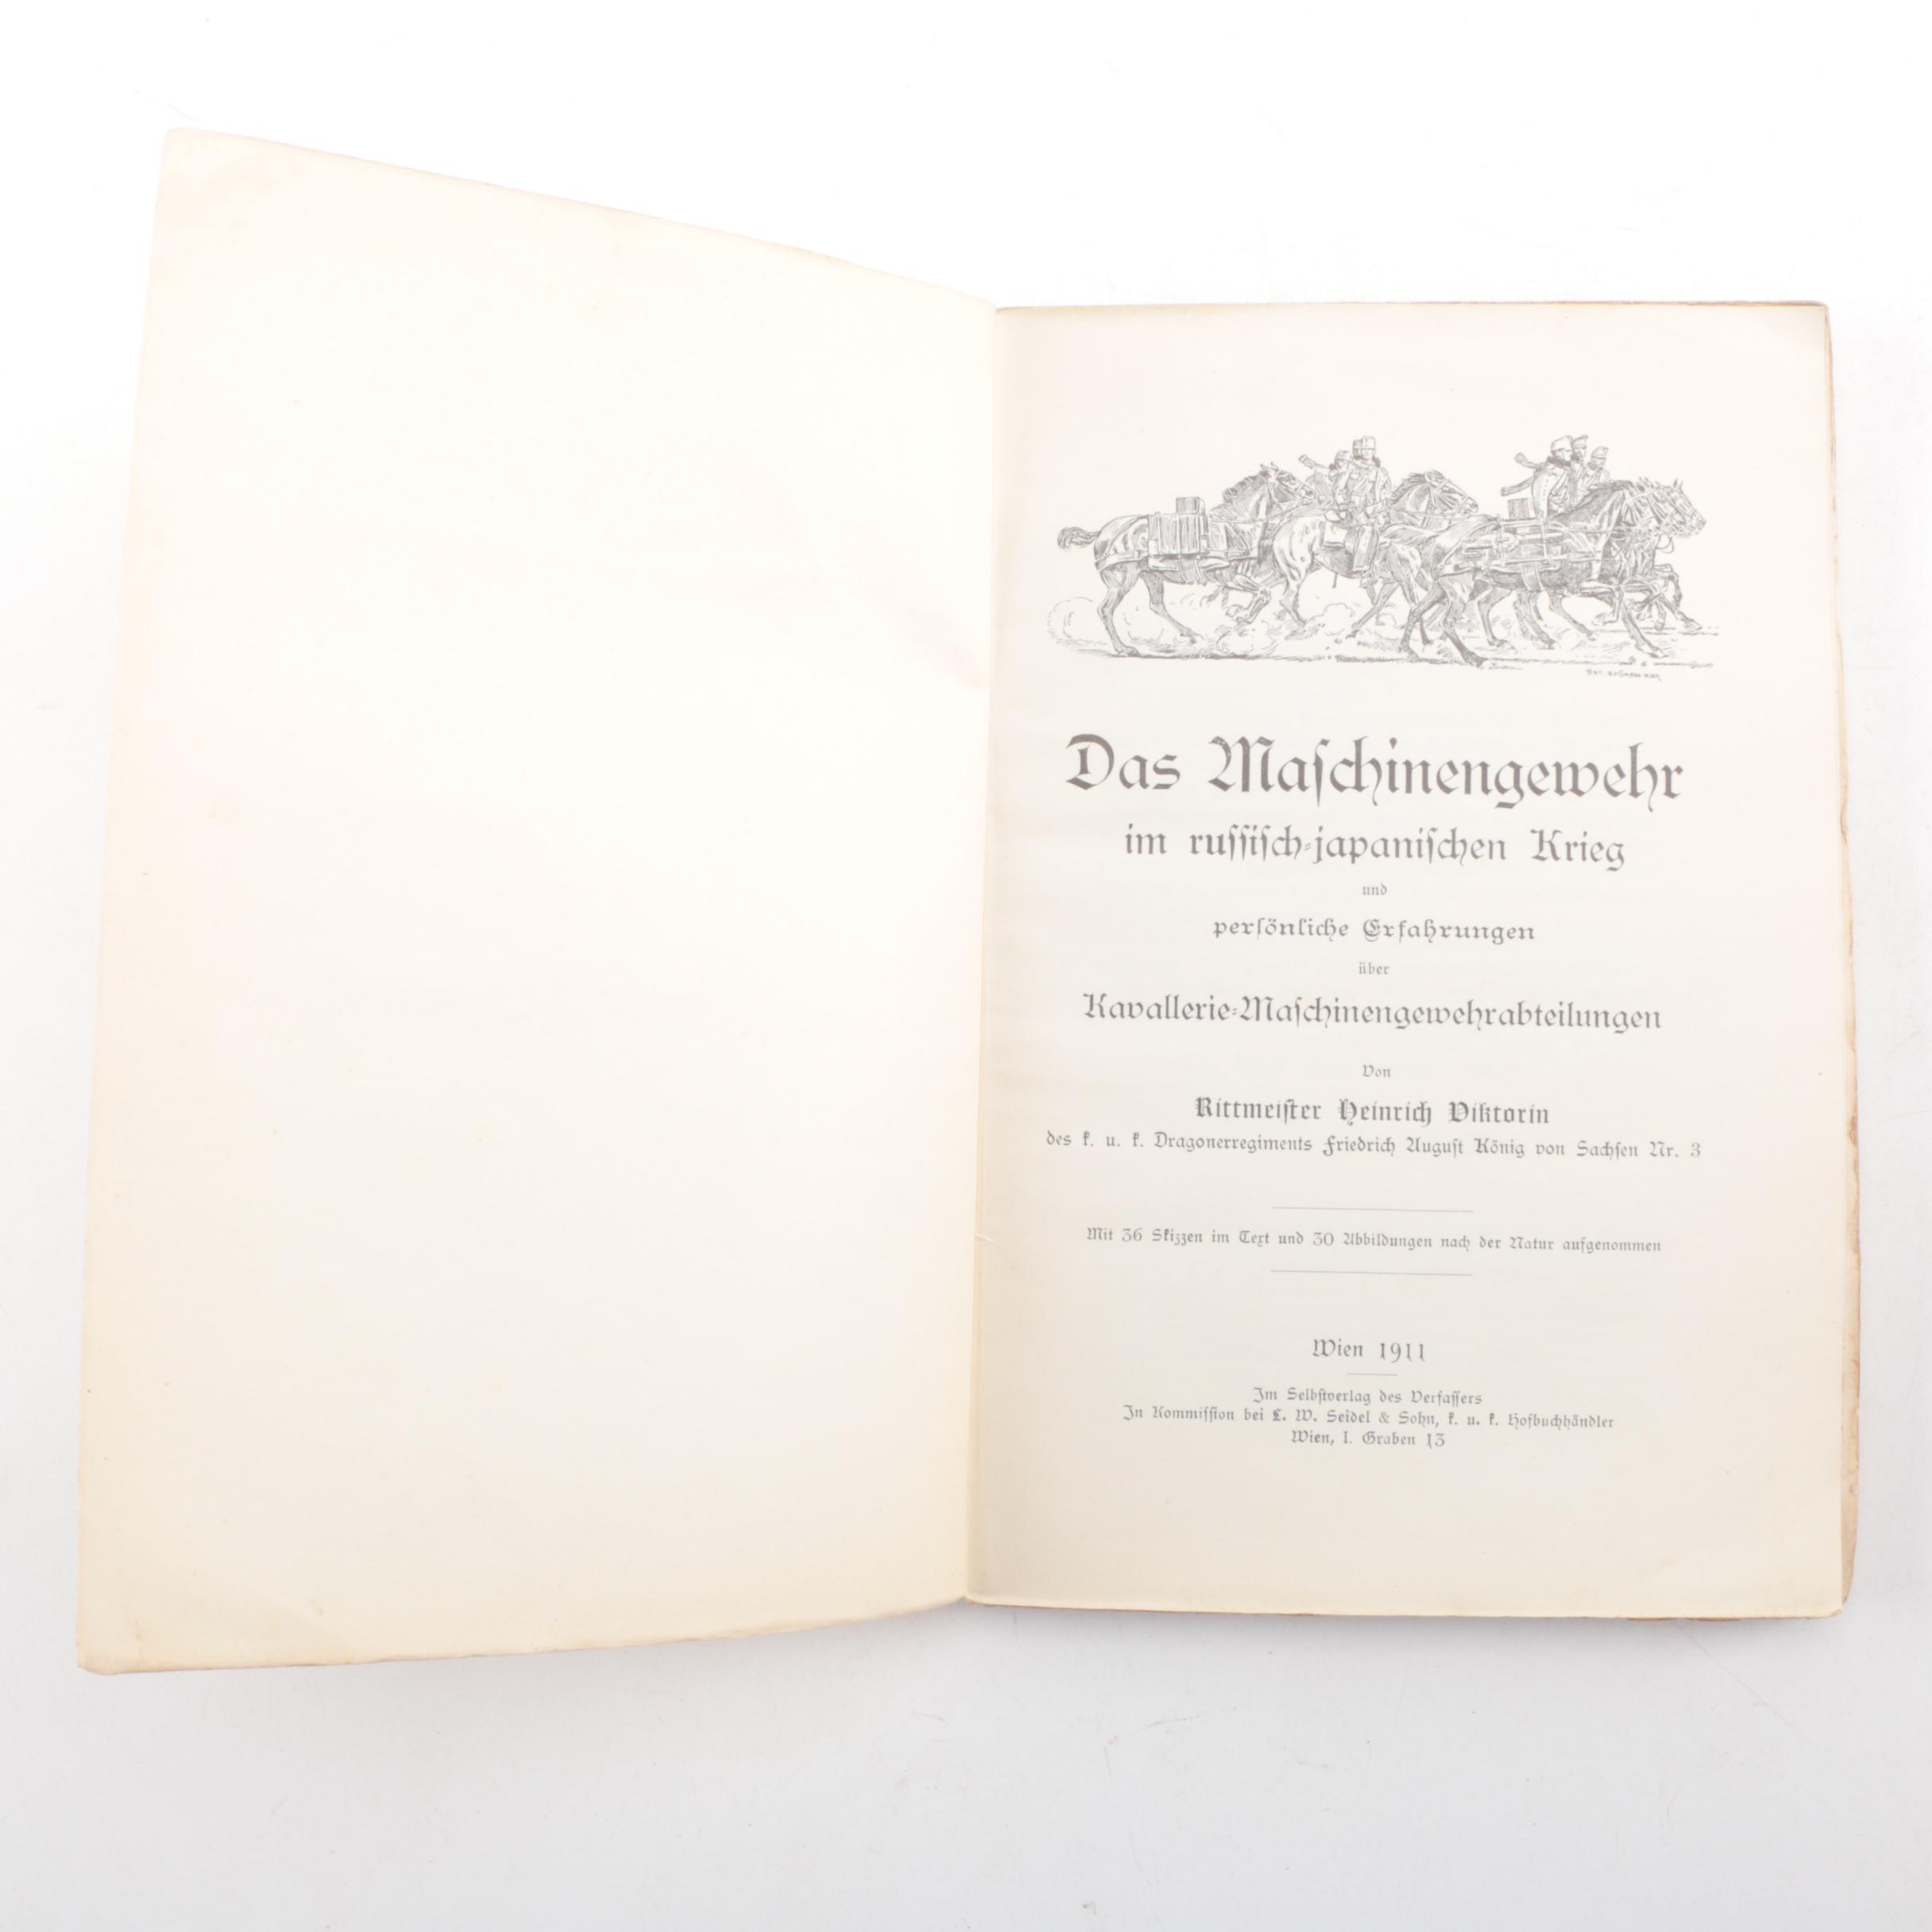 Das Maſchinengewehr
im ruſſiſch-japaniſchen Krieg
und
perſönliche Erfahrungen
über
Kavallerie-Maſchinengewehrabteilungen
Von
Rittmeiſter Heinrich Viktorin
des k. u. k. Dragonerregiments Friedrich Auguſt König von Sachſen Nr. 3
Mit 36 Skizzen im Text und 30 Abbildungen nach der Natur aufgenommen
Wien 1911
Im Selbſtverlag des Verfaſſers
In Kommiſſion bei L. W. Seidel & Sohn, k. u. k. Hofbuchhändler
Wien, I. Graben 13